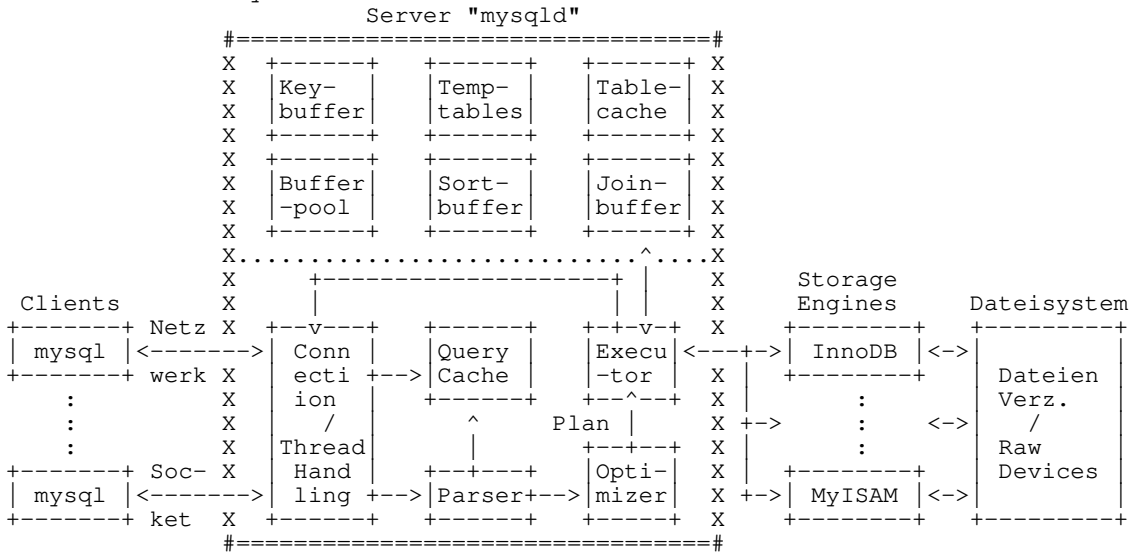 Server "mysqld"
#=================================#
X +------+ +------+ +------+ X
X |Key- | |Temp- | |Table-| X
X |buffer| |tables| |cache | X
X +------+ +------+ +------+ X
X +------+ +------+ +------+ X
X |Buffer| |Sort- | |Join- | X
X |-pool | |buffer| |buffer| X
X +------+ +------+ +------+ X
X............................^....X
X +---------------------+ | X Storage
Clients X | | | X Engines Dateisystem
+--------+ Netz X +--v---+ +------+ +-+-v-+ X +--------+ +---------+
| mysql |<------->| Conn | |Query | |Execu|<---+->| InnoDB |<->| |
+--------+ werk X | ecti +-->|Cache | |-tor | X | +--------+ | Dateien |
: X | ion | +------+ +--^--+ X | : | Verz. |
: X | / | ^ Plan | X +-> : <->| / |
: X |Thread| | +--+--+ X | : | Raw |
+--------+ Soc- X | Hand | +--+---+ |Opti-| X | +--------+ | Devices |
| mysql |<------->| ling +-->|Parser+-->|mizer| X +->| MyISAM |<->| |
+--------+ ket X +------+ +------+ +-----+ X +--------+ +---------+
#=================================#